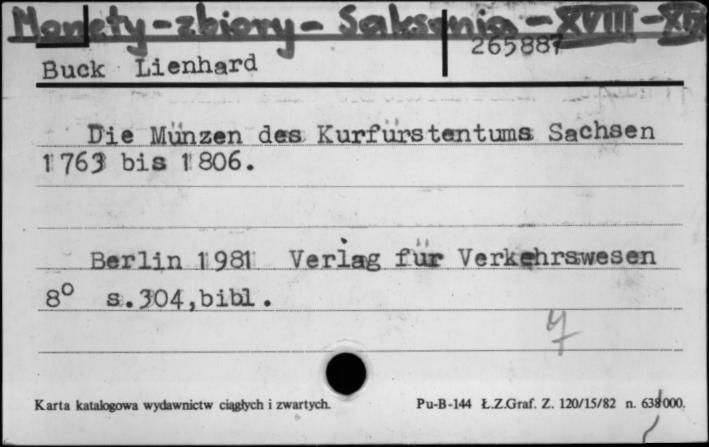 Monety-zbiory-Saksonia-XVIII-XIX
265887
Buck Lienhard
Die Münzen des Kurfürstentums Sachsen
1763 bis 1806.
Berlin 1981 Verlag für Verkehrswesen
8° s.304,bibl.
Karta katalogowa wydawnictw ciągłych i zwartych.
Pu-B-144 Ł.Z.Graf. Z. 120/15/82 n. 638000.